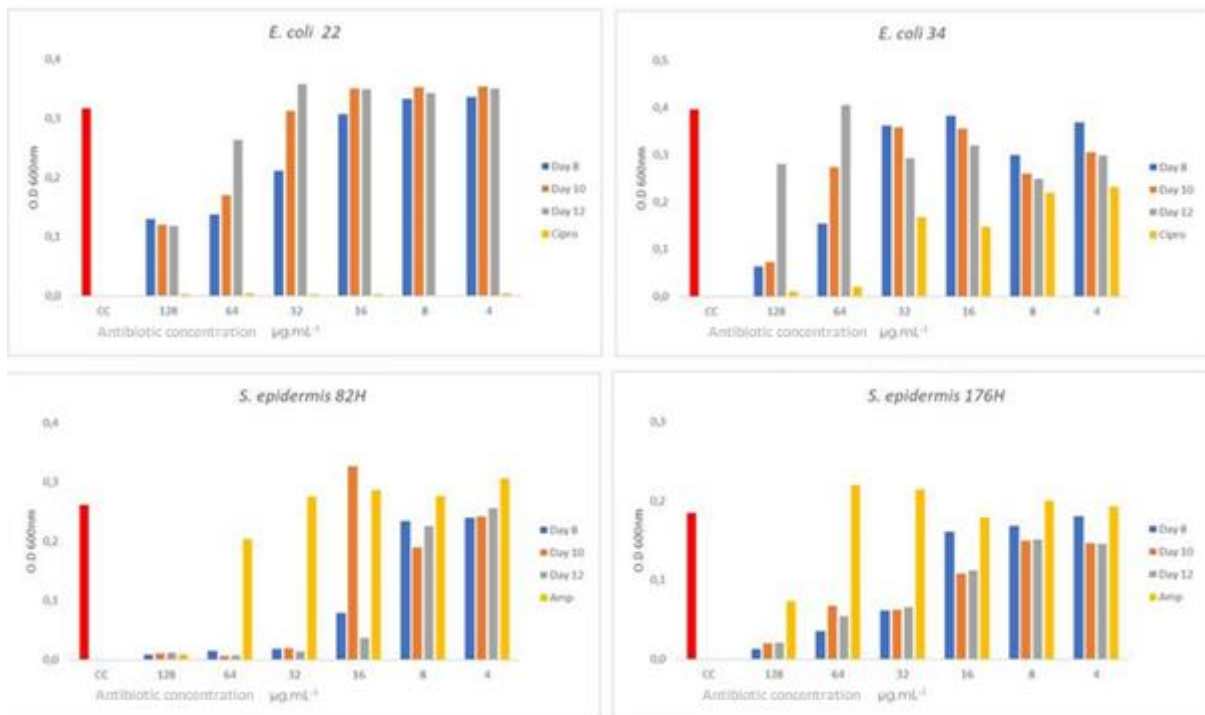 E. coli 22
0,4
0,3
0,2
0,1
0,0
O.D 600nm
CC 128 64 32 16 8 4
Antibiotic concentration µg.mL-1
Day 8
Day 10
Day 12
Cipro
E. coli 34
0,5
0,4
0,3
0,2
0,1
0,0
O.D 600nm
CC 128 64 32 16 8 4
Antibiotic concentration µg.mL-1
Day 8
Day 10
Day 12
Cipro
S. epidermis 82H
0,4
0,3
0,2
0,1
0,0
O.D 600nm
CC 128 64 32 16 8 4
Antibiotic concentration µg.mL-1
Day 8
Day 10
Day 12
Amp
S. epidermis 176H
0,3
0,2
0,1
0,0
O.D 600nm
CC 128 64 32 16 8 4
Antibiotic concentration µg.mL-1
Day 8
Day 10
Day 12
Amp